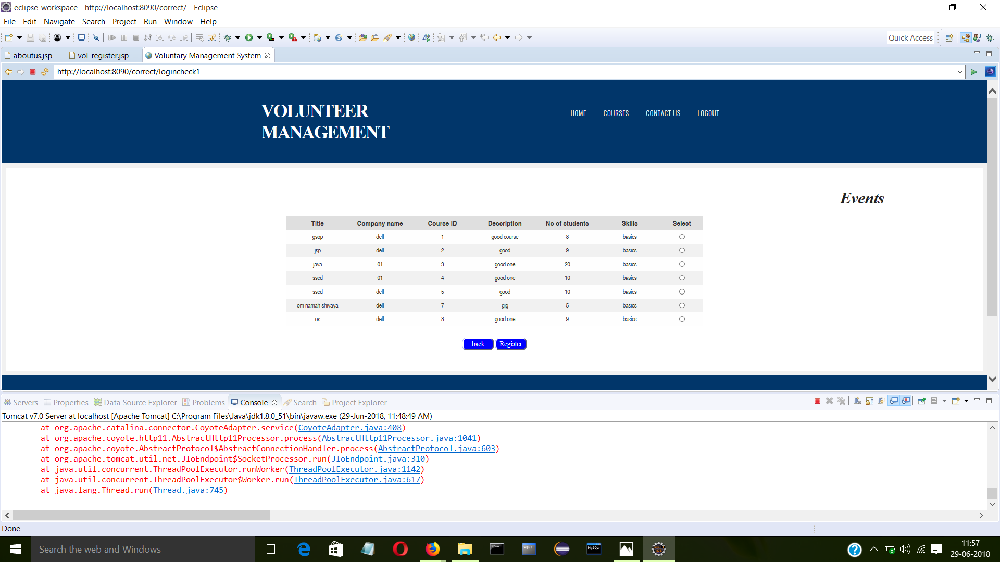 eclipse-workspace - http://localhost:8090/correct/ - Eclipse
File Edit Navigate Search Project Run Window Help
Quick Access
aboutus.jsp vol_register.jsp Voluntary Management System
http://localhost:8090/correct/logincheck1
VOLUNTEER
MANAGEMENT
HOME COURSES CONTACT US LOGOUT
Events
Title Company name Course ID Description No of students Skills Select
gsop dell 1 good course 3 basics
jsp dell 2 good 9 basics
java 01 3 good one 20 basics
sscd 01 4 good one 10 basics
sscd dell 5 good 10 basics
om namah shivaya dell 7 gig 5 basics
os dell 8 good one 9 basics
back Register
Servers Properties Data Source Explorer Problems Console Search Project Explorer
Tomcat v7.0 Server at localhost [Apache Tomcat] C:\Program Files\Java\jdk1.8.0_51\bin\javaw.exe (29-Jun-2018, 11:48:49 AM)
at org.apache.catalina.connector.CoyoteAdapter.service(CoyoteAdapter.java:408)
at org.apache.coyote.http11.AbstractHttp11Processor.process(AbstractHttp11Processor.java:1041)
at org.apache.coyote.AbstractProtocol$AbstractConnectionHandler.process(AbstractProtocol.java:603)
at org.apache.tomcat.util.net.JIoEndpoint$SocketProcessor.run(JIoEndpoint.java:310)
at java.util.concurrent.ThreadPoolExecutor.runWorker(ThreadPoolExecutor.java:1142)
at java.util.concurrent.ThreadPoolExecutor$Worker.run(ThreadPoolExecutor.java:617)
at java.lang.Thread.run(Thread.java:745)
Done
Search the web and Windows
11:57
29-06-2018